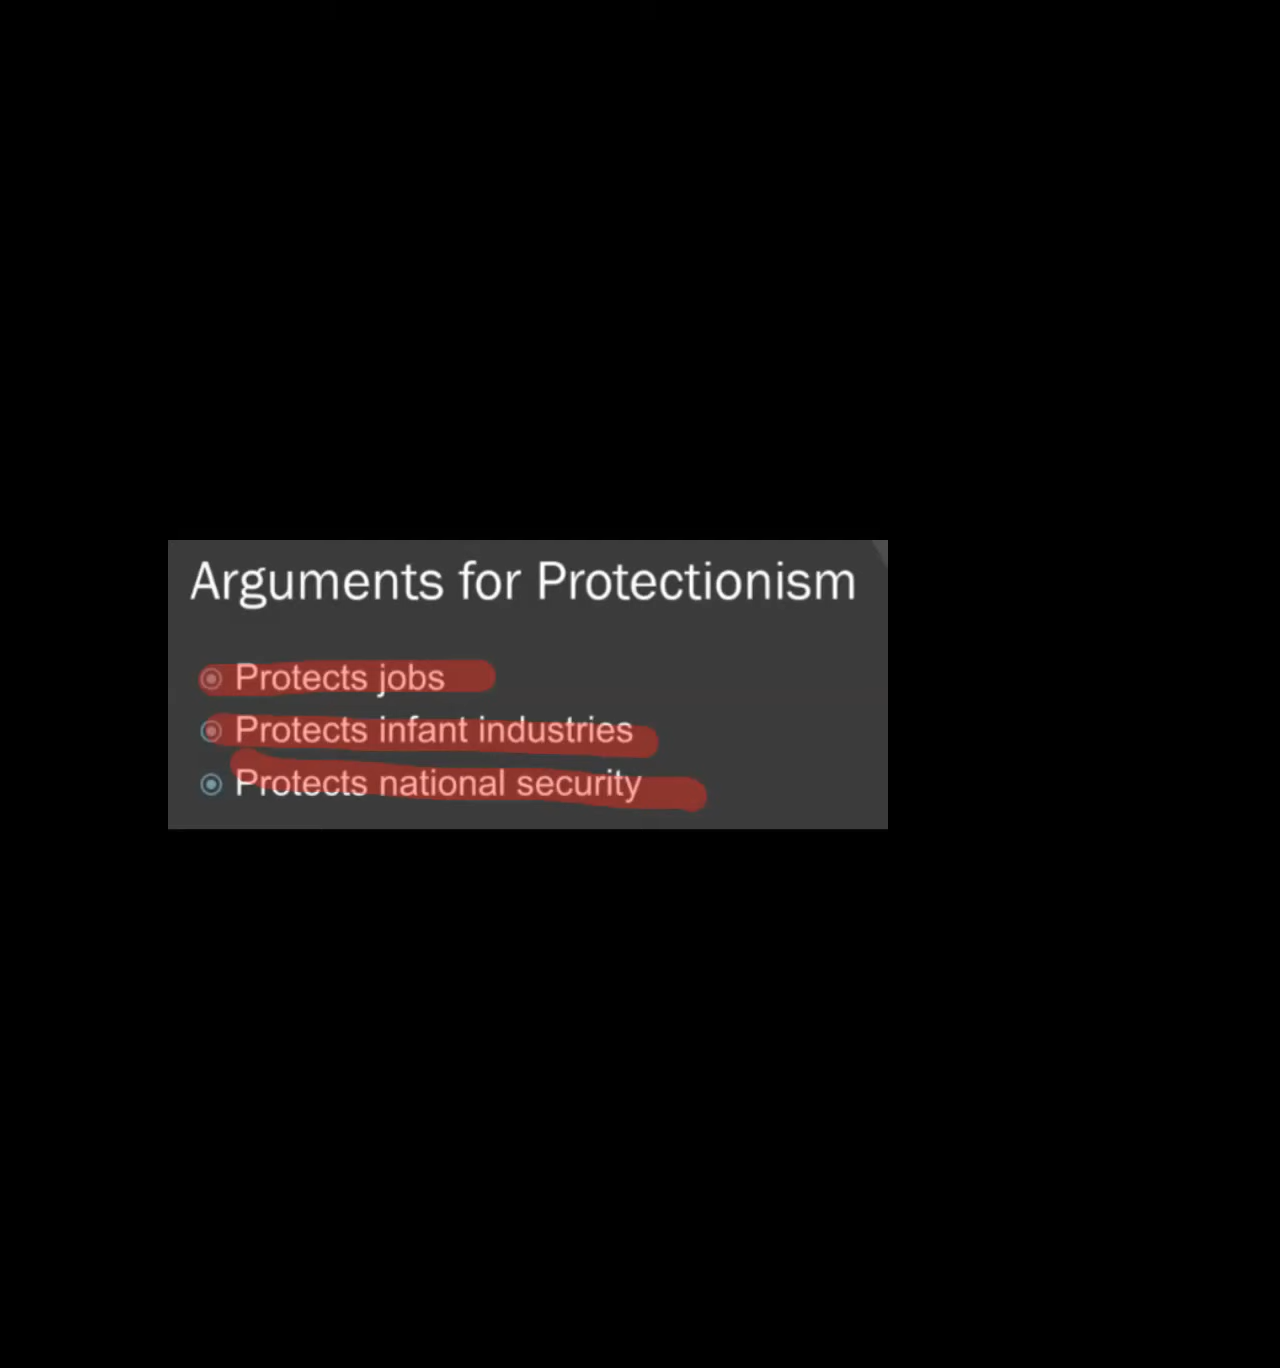 Arguments for Protectionism
Protects jobs
Protects infant industries
Protects national security